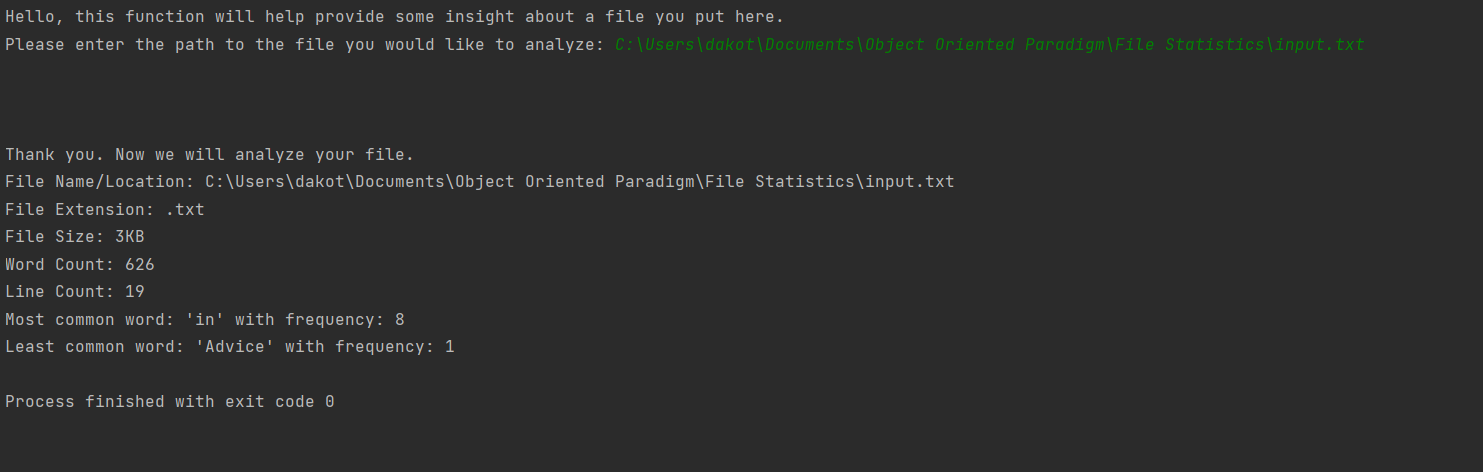 Hello, this function will help provide some insight about a file you put here.
Please enter the path to the file you would like to analyze: C:\Users\dakot\Documents\Object Oriented Paradigm\File Statistics\input.txt
Thank you. Now we will analyze your file.
File Name/Location: C:\Users\dakot\Documents\Object Oriented Paradigm\File Statistics\input.txt
File Extension: .txt
File Size: 3KB
Word Count: 626
Line Count: 19
Most common word: 'in' with frequency: 8
Least common word: 'Advice' with frequency: 1
Process finished with exit code 0